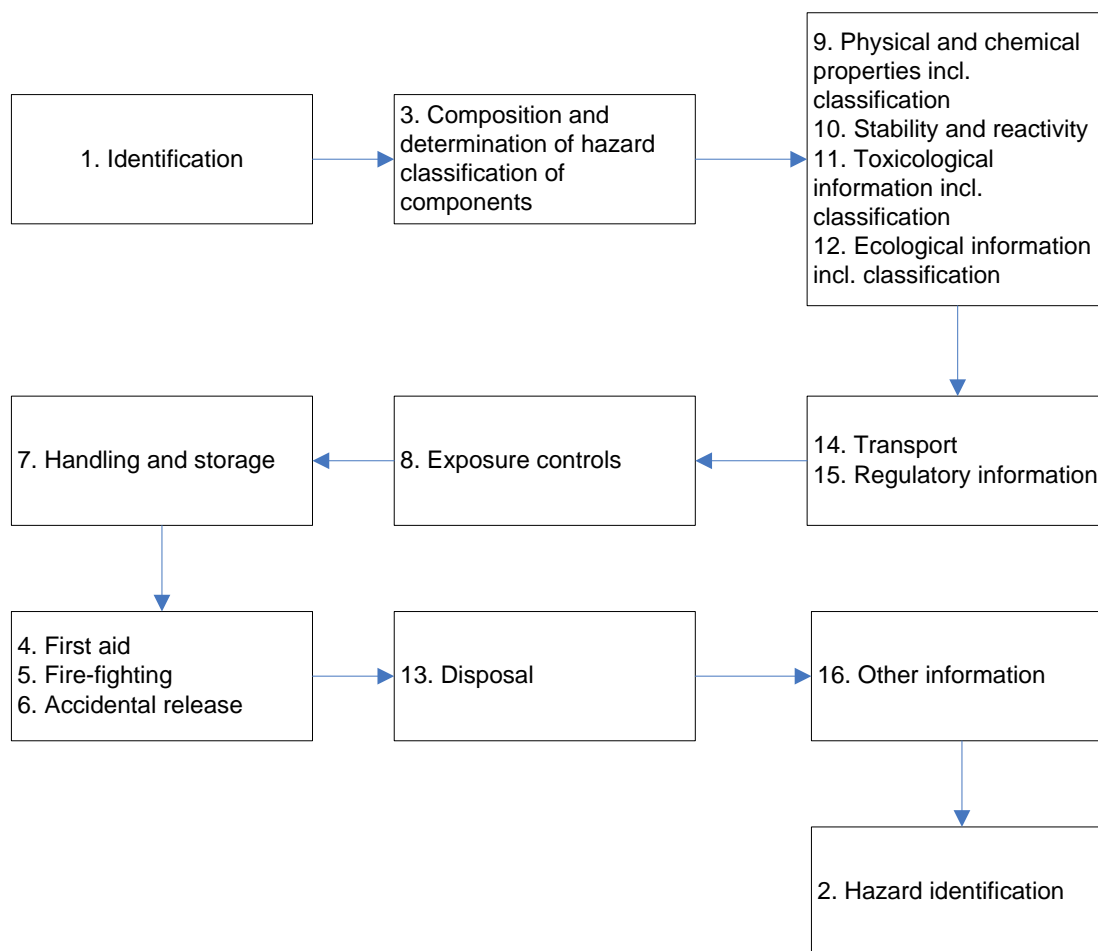 1. Identification
3. Composition and
determination of hazard
classification of
components
9. Physical and chemical
properties incl.
classification
10. Stability and reactivity
11. Toxicological
information incl.
classification
12. Ecological information
incl. classification
14. Transport
15. Regulatory information
8. Exposure controls
7. Handling and storage
4. First aid
5. Fire-fighting
6. Accidental release
13. Disposal
16. Other information
2. Hazard identification